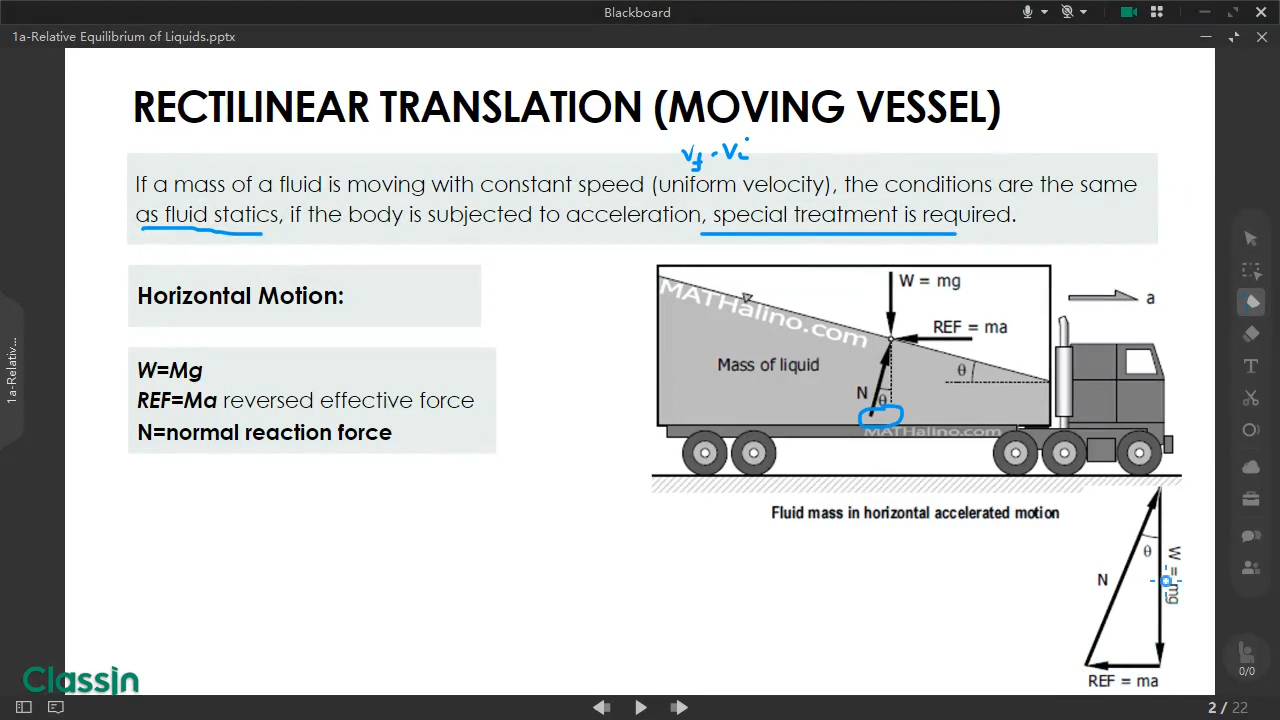 Blackboard
1a-Relative Equilibrium of Liquids.pptx
RECTILINEAR TRANSLATION (MOVING VESSEL)
Vf - Vi
If a mass of a fluid is moving with constant speed (uniform velocity), the conditions are the same
as fluid statics, if the body is subjected to acceleration, special treatment is required.
Horizontal Motion:
W=Mg
REF=Ma reversed effective force
N=normal reaction force
W = mg
a
REF = ma
MATHalino.com
Mass of liquid
θ
N
θ
MATHalino.com
Fluid mass in horizontal accelerated motion
θ
N
W = mg
REF = ma
1a-Relativ...
T
0/0
ClassIn
2 / 22